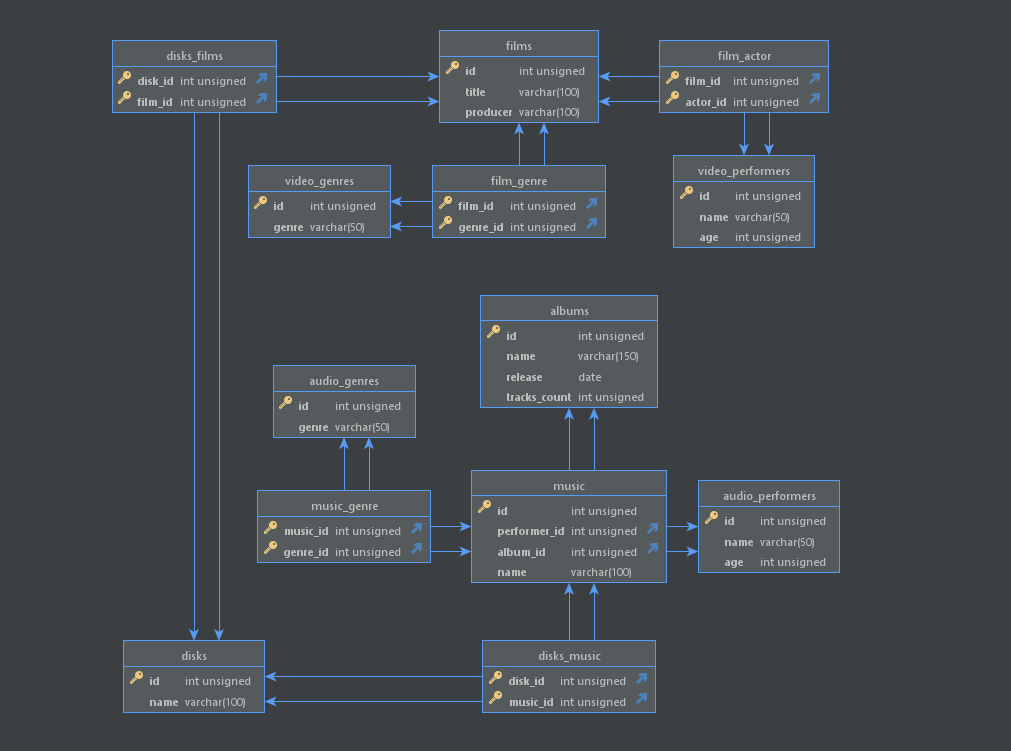 disks_films
disk_id int unsigned
film_id int unsigned
films
id int unsigned
title varchar(100)
producer varchar(100)
film_actor
film_id int unsigned
actor_id int unsigned
video_genres
id int unsigned
genre varchar(50)
film_genre
film_id int unsigned
genre_id int unsigned
video_performers
id int unsigned
name varchar(50)
age int unsigned
albums
id int unsigned
name varchar(150)
release date
tracks_count int unsigned
audio_genres
id int unsigned
genre varchar(50)
music_genre
music_id int unsigned
genre_id int unsigned
music
id int unsigned
performer_id int unsigned
album_id int unsigned
name varchar(100)
audio_performers
id int unsigned
name varchar(50)
age int unsigned
disks
id int unsigned
name varchar(100)
disks_music
disk_id int unsigned
music_id int unsigned